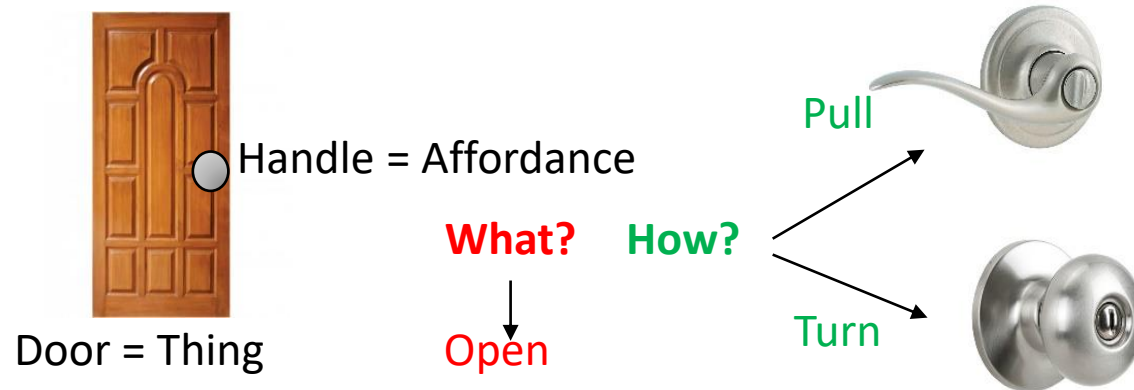 Pull
Handle = Affordance
What? How?
Door = Thing
Open
Turn